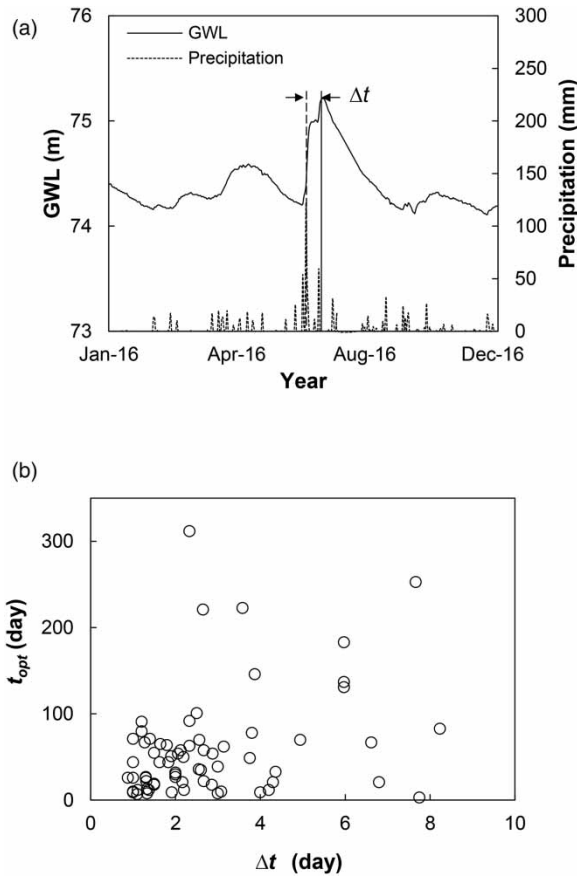 (a)
76
75
74
73
GWL (m)
GWL
Precipitation
Δt
300
250
200
150
100
50
0
Precipitation (mm)
Jan-16 Apr-16 Aug-16 Dec-16
Year
(b)
300
200
100
0
t_opt (day)
0 2 4 6 8 10
Δt (day)